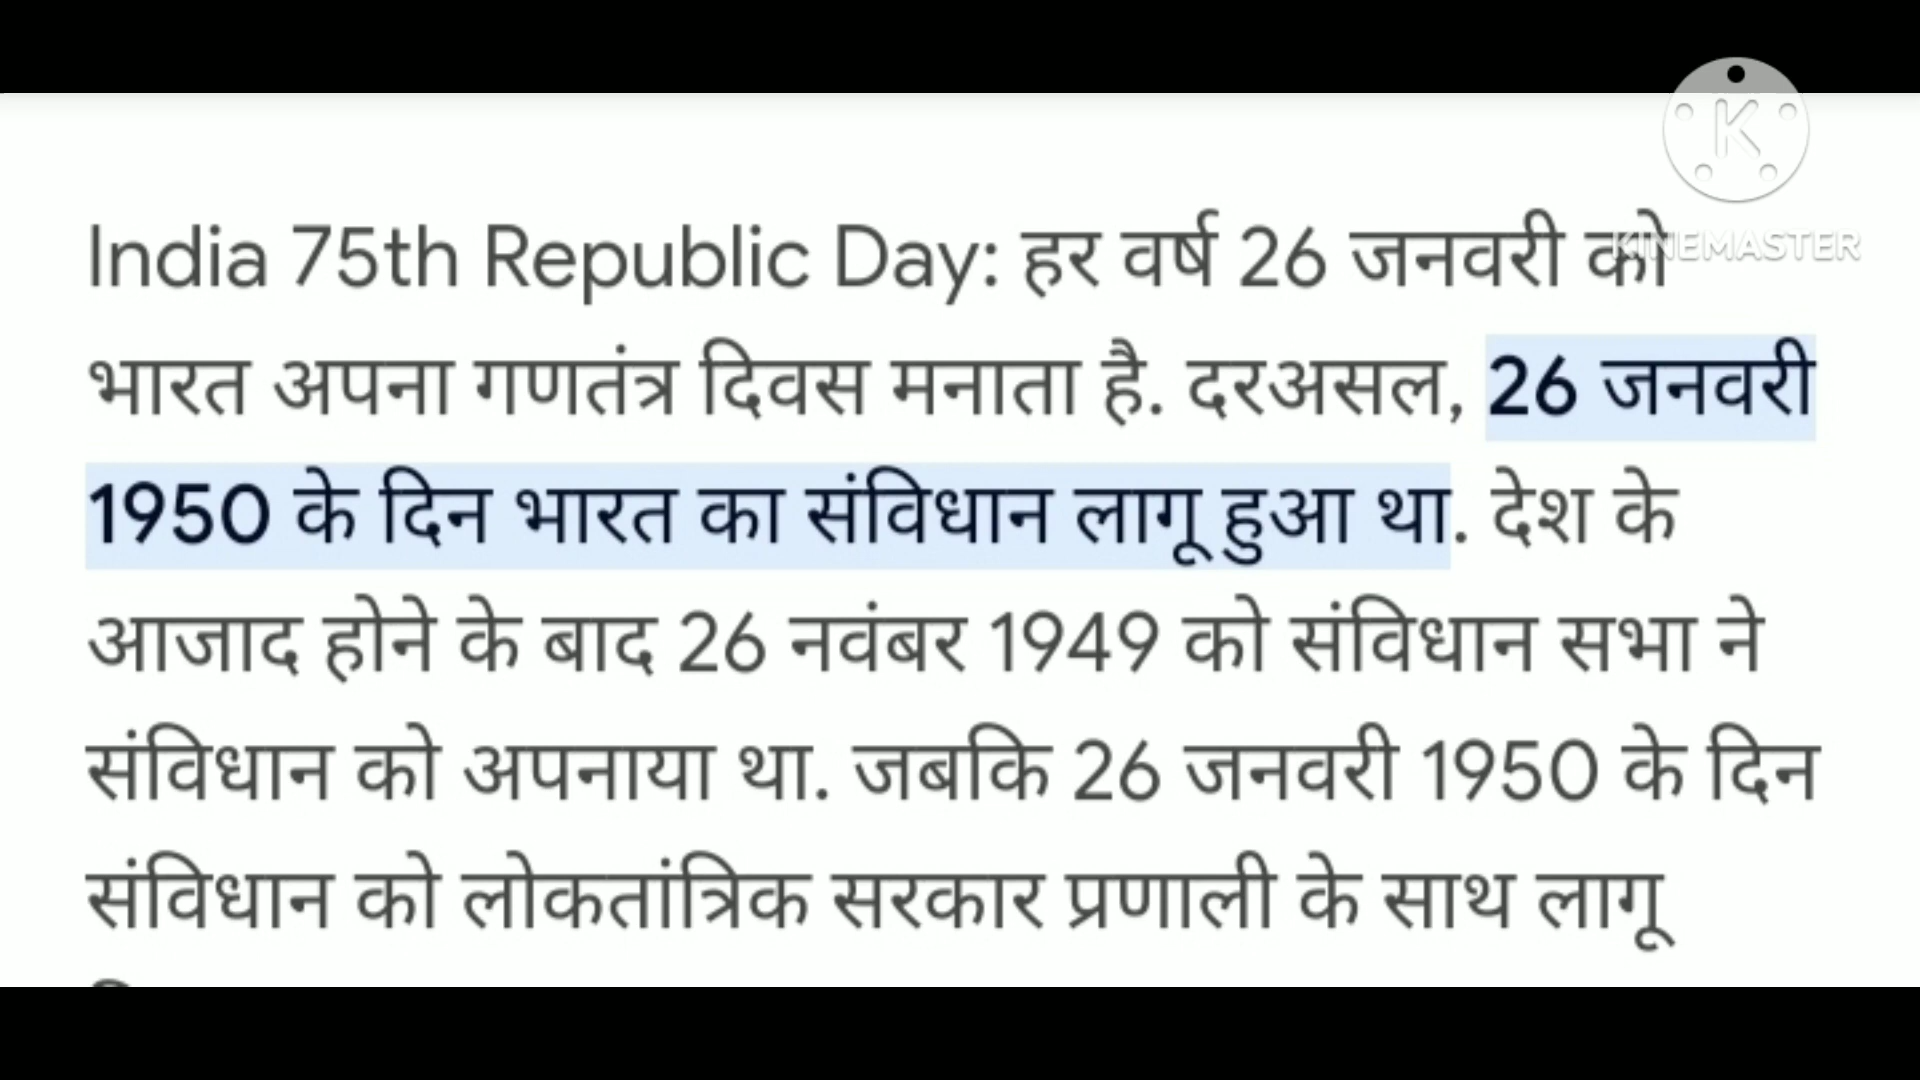 K
KINEMASTER
India 75th Republic Day: हर वर्ष 26 जनवरी को
भारत अपना गणतंत्र दिवस मनाता है. दरअसल, 26 जनवरी
1950 के दिन भारत का संविधान लागू हुआ था. देश के
आजाद होने के बाद 26 नवंबर 1949 को संविधान सभा ने
संविधान को अपनाया था. जबकि 26 जनवरी 1950 के दिन
संविधान को लोकतांत्रिक सरकार प्रणाली के साथ लागू